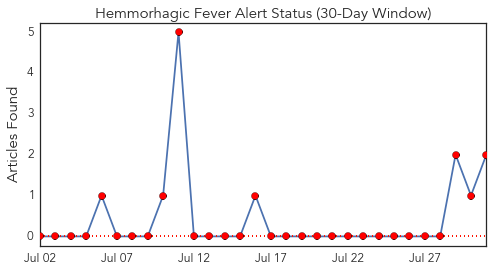 Hemmorhagic Fever Alert Status (30-Day Window)
Articles Found
5
4
3
2
1
0
Jul 02 Jul 07 Jul 12 Jul 17 Jul 22 Jul 27